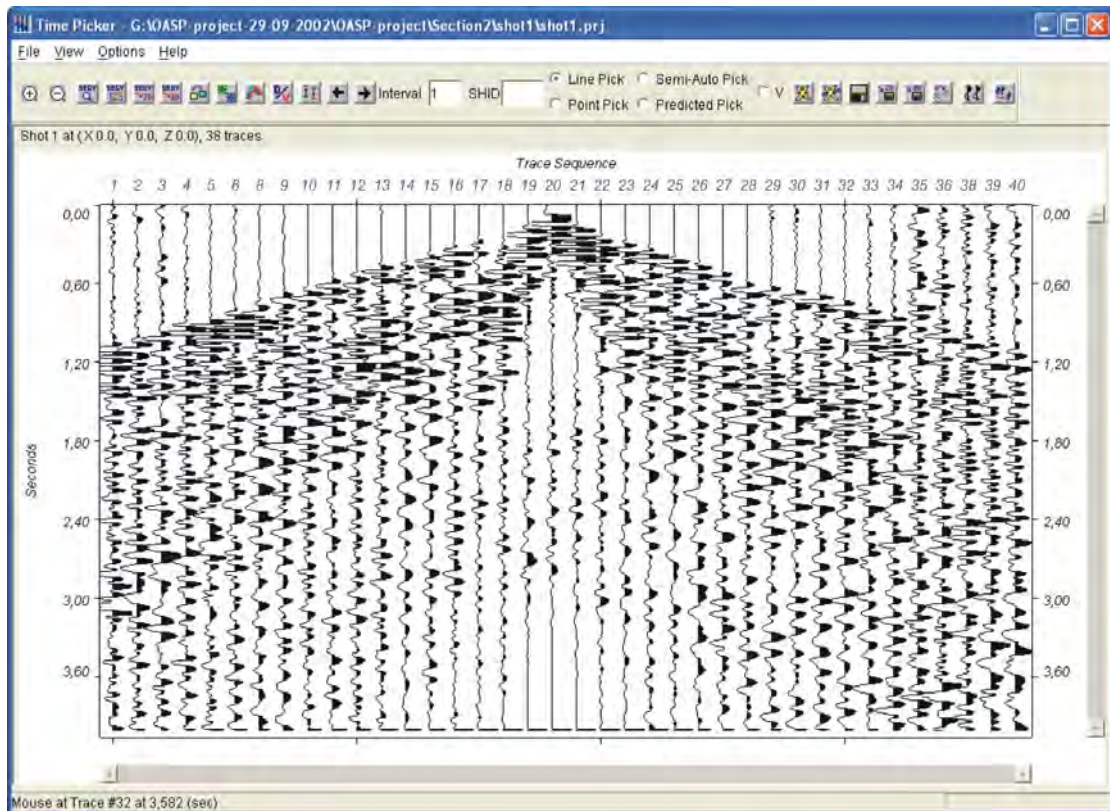 Time Picker - G:\OASP-project-29-09-2002\OASP-project\Section2\shot1\shot1.prj
File View Options Help
Interval 1 SHID Line Pick Semi-Auto Pick V
Point Pick Predicted Pick
Shot 1 at (X 0.0, Y 0.0, Z 0.0), 38 traces
Trace Sequence
1 2 3 4 5 6 8 9 10 11 12 13 14 15 16 17 18 19 20 21 22 23 24 25 26 27 28 29 30 31 32 33 34 35 36 38 39 40
0,00 0,00
0,60 0,60
1,20 1,20
1,80 1,80
Seconds
2,40 2,40
3,00 3,00
3,60 3,60
Mouse at Trace #32 at 3,582 (sec)